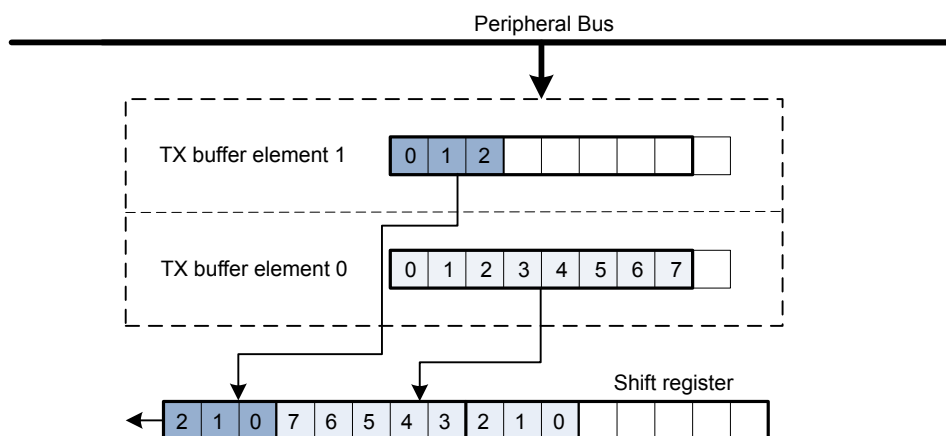 Peripheral Bus
TX buffer element 1 0 1 2
TX buffer element 0 0 1 2 3 4 5 6 7
Shift register
2 1 0 7 6 5 4 3 2 1 0